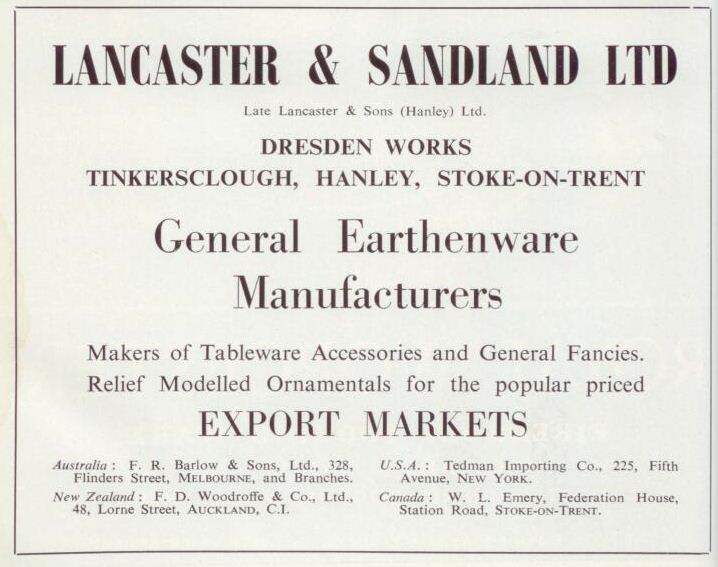 LANCASTER & SANDLAND LTD
Late Lancaster & Sons (Hanley) Ltd.
DRESDEN WORKS
TINKERSCLOUGH, HANLEY, STOKE-ON-TRENT
General Earthenware
Manufacturers
Makers of Tableware Accessories and General Fancies.
Relief Modelled Ornamentals for the popular priced
EXPORT MARKETS
Australia : F. R. Barlow & Sons, Ltd., 328,
Flinders Street, MELBOURNE, and Branches.
New Zealand : F. D. Woodroffe & Co., Ltd.,
48, Lorne Street, AUCKLAND, C.I.
U.S.A. : Tedman Importing Co., 225, Fifth
Avenue, NEW YORK.
Canada : W. L. Emery, Federation House,
Station Road, STOKE-ON-TRENT.